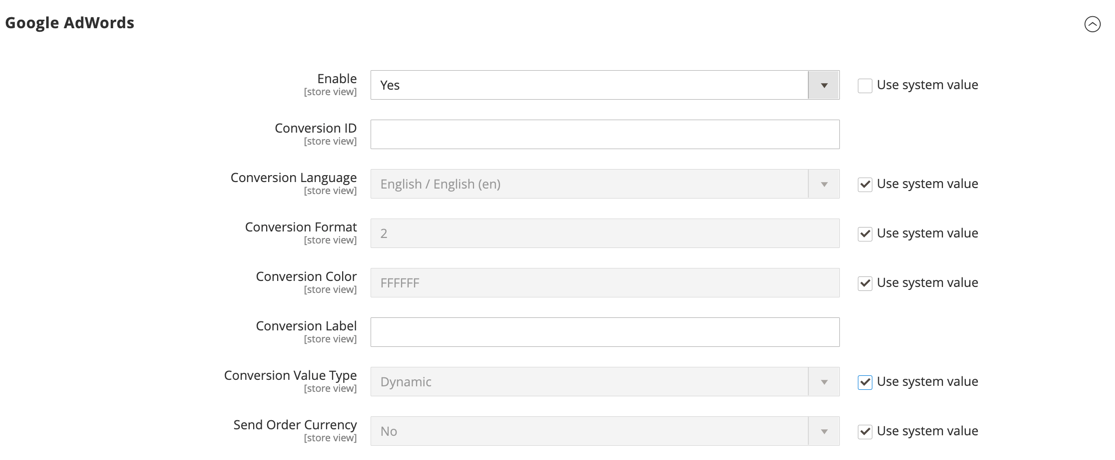 Google AdWords
Enable
[store view]
Yes
Use system value
Conversion ID
[store view]
Conversion Language
[store view]
English / English (en)
Use system value
Conversion Format
[store view]
2
Use system value
Conversion Color
[store view]
FFFFFF
Use system value
Conversion Label
[store view]
Conversion Value Type
[store view]
Dynamic
Use system value
Send Order Currency
[store view]
No
Use system value